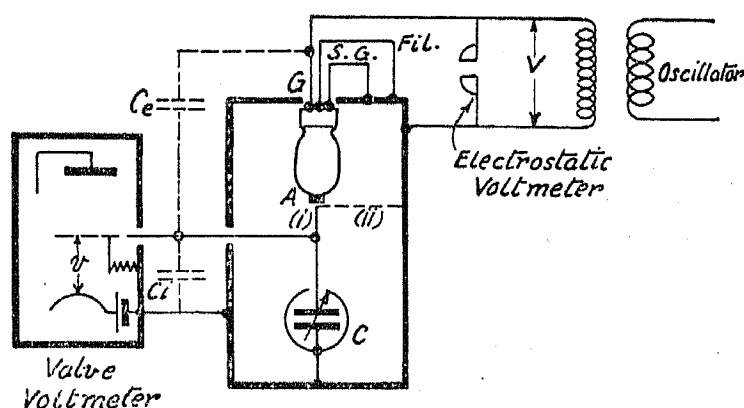 S.G.
Fil.
G
V
Oscillator
Ce
Electrostatic
Voltmeter
A
(i)
(ii)
v
Ci
C
Valve
Voltmeter